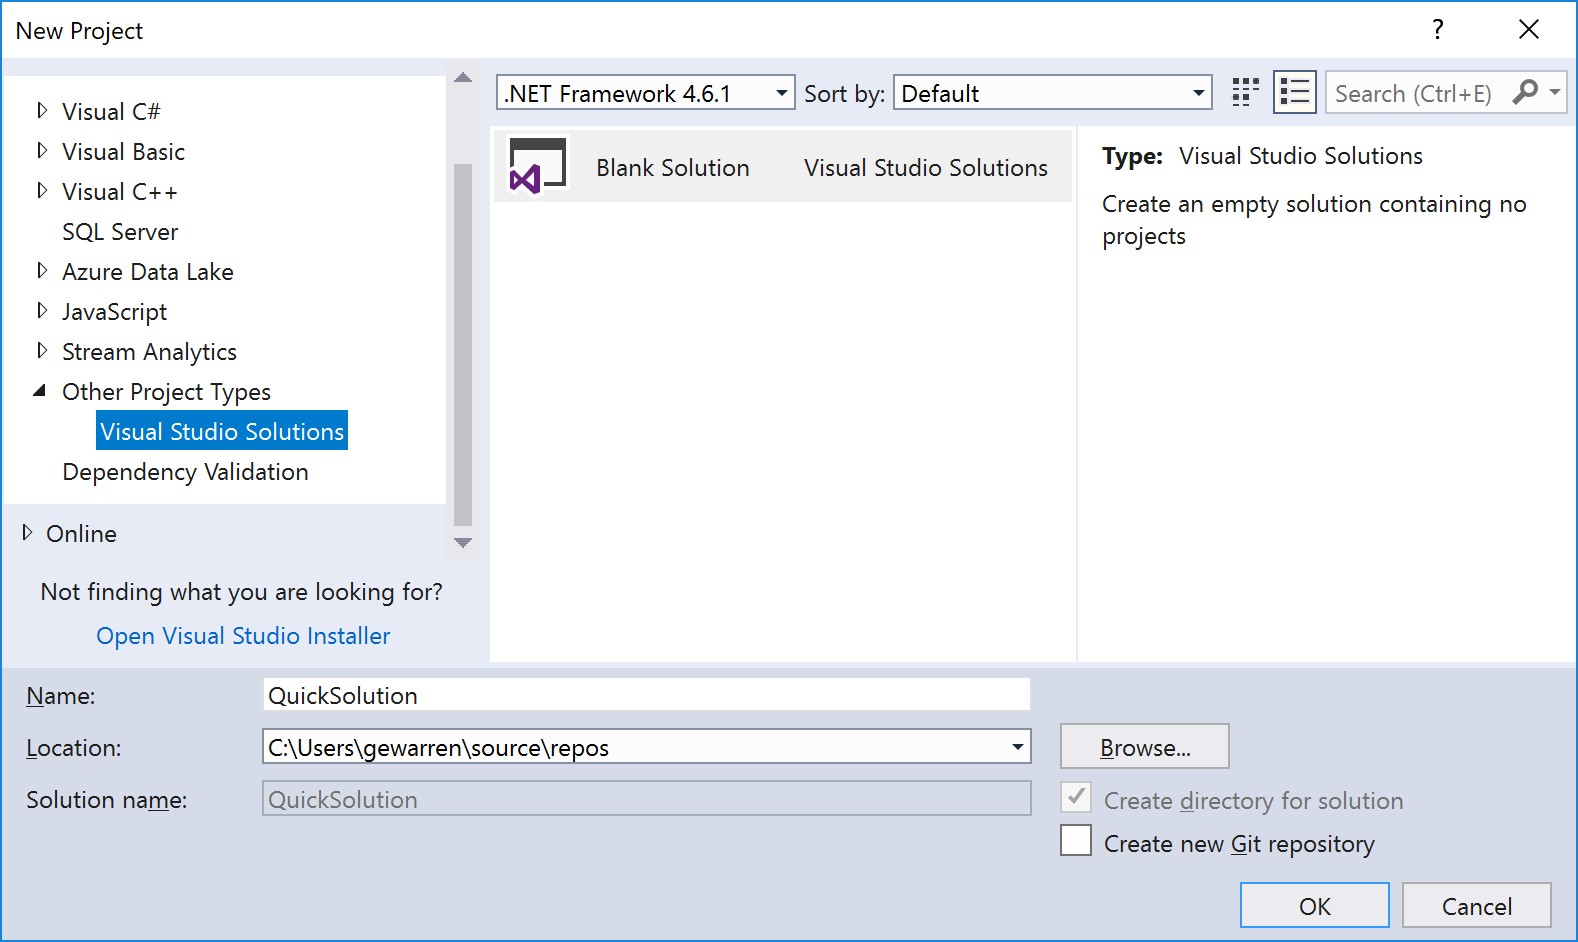 New Project
?
Visual C#
Visual Basic
Visual C++
SQL Server
Azure Data Lake
JavaScript
Stream Analytics
Other Project Types
Visual Studio Solutions
Dependency Validation
Online
Not finding what you are looking for?
Open Visual Studio Installer
.NET Framework 4.6.1
Sort by:
Default
Search (Ctrl+E)
Blank Solution
Visual Studio Solutions
Type: Visual Studio Solutions
Create an empty solution containing no
projects
Name:
QuickSolution
Location:
C:\Users\gewarren\source\repos
Browse...
Solution name:
QuickSolution
Create directory for solution
Create new Git repository
OK
Cancel